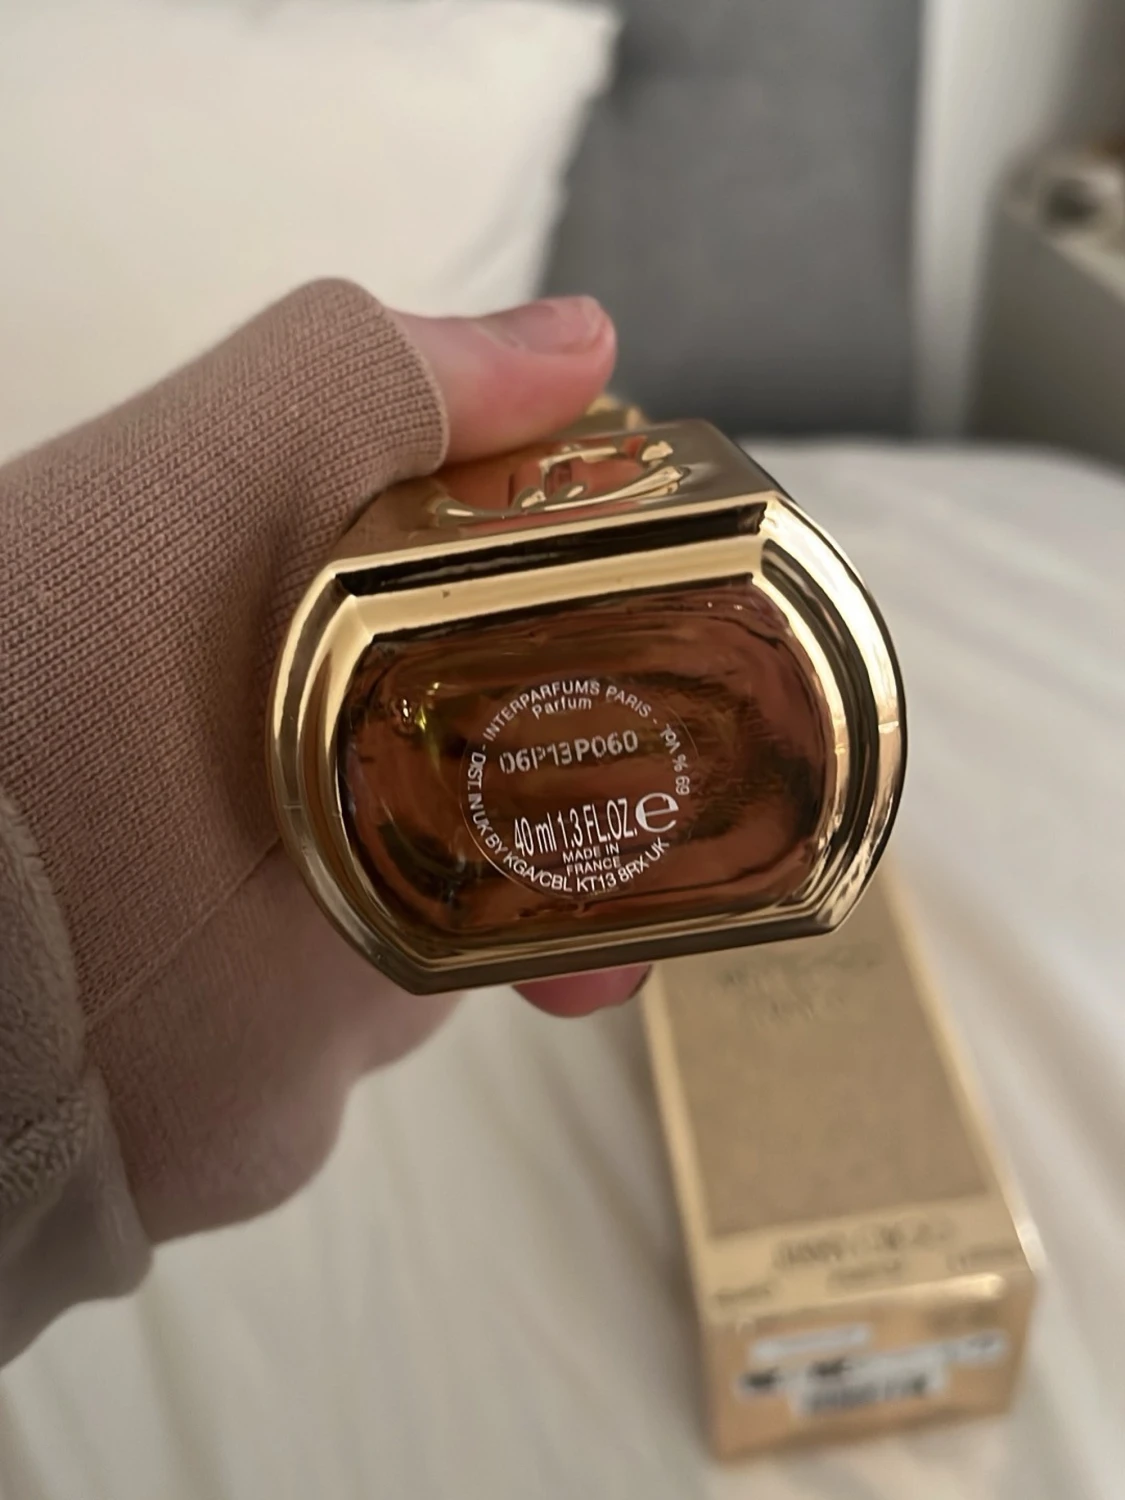 DIST. IN UK BY KGA/CBL KT13 8RX UK
- INTERPARFUMS PARIS -
69 % Vol.
Parfum
06P13P060
40 ml 1.3 FL.OZ. e
MADE IN
FRANCE